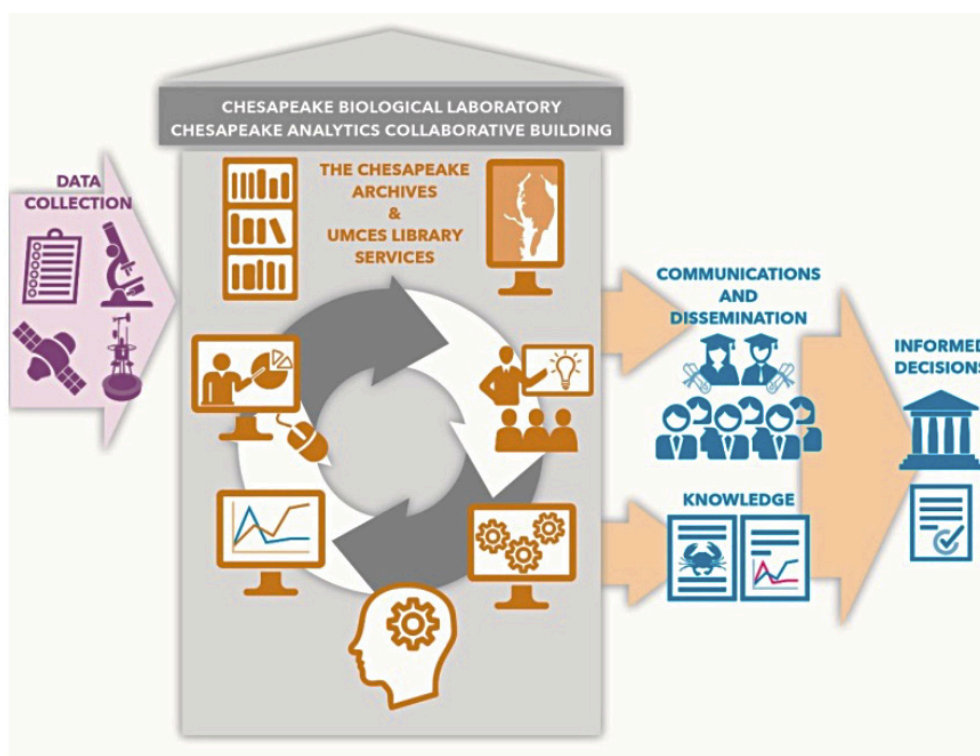 CHESAPEAKE BIOLOGICAL LABORATORY
CHESAPEAKE ANALYTICS COLLABORATIVE BUILDING
DATA
COLLECTION
THE CHESAPEAKE
ARCHIVES
&
UMCES LIBRARY
SERVICES
COMMUNICATIONS
AND
DISSEMINATION
KNOWLEDGE
INFORMED
DECISIONS